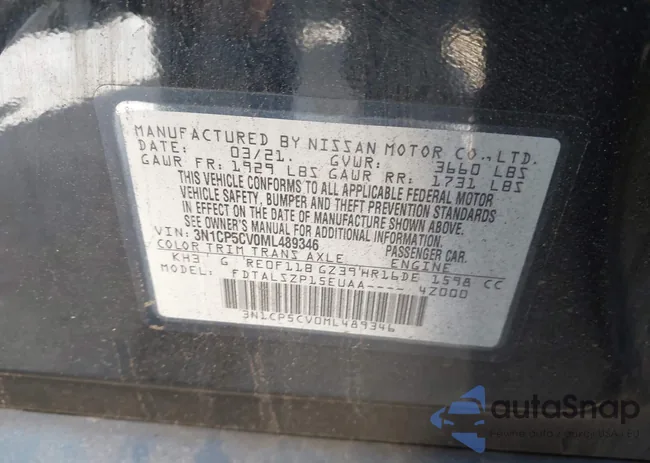 MANUFACTURED BY NISSAN MOTOR CO., LTD.
DATE: 03/21. GVWR: 3660 LBS
GAWR FR: 1929 LBS GAWR RR: 1731 LBS
THIS VEHICLE CONFORMS TO ALL APPLICABLE FEDERAL MOTOR
VEHICLE SAFETY, BUMPER AND THEFT PREVENTION STANDARDS
IN EFFECT ON THE DATE OF MANUFACTURE SHOWN ABOVE.
SEE OWNER'S MANUAL FOR ADDITIONAL INFORMATION.
VIN: 3N1CP5CV0ML489346 PASSENGER CAR.
COLOR TRIM TRANS AXLE ENGINE
KH3 G RE0F11B GZ39 HR16DE 1598 CC
MODEL: FDTALSZP15EUAA---- 4Z000
3N1CP5CV0ML489346
autoSnap
Pewne auto z gwarancją